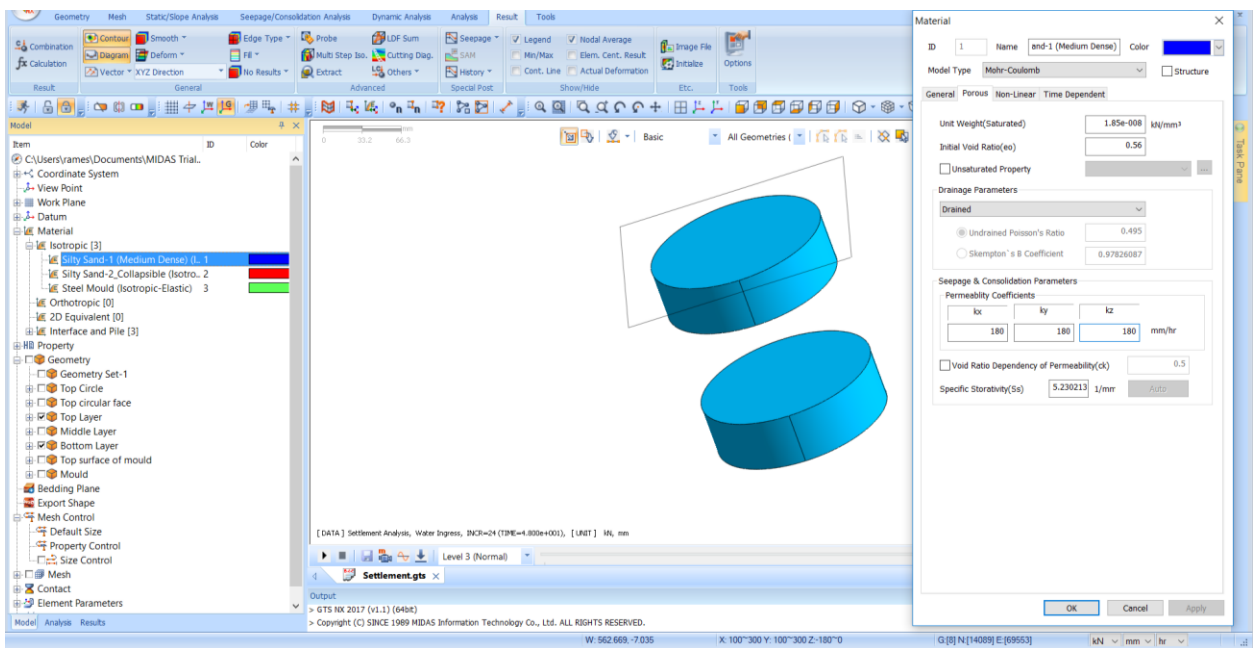 Geometry Mesh Static/Slope Analysis Seepage/Consolidation Analysis Dynamic Analysis Analysis Result Tools
Combination Contour Smooth Edge Type Probe LDF Sum Seepage Legend Nodal Average Image File
fx Calculation Diagram Deform Fill Multi Step Iso. Cutting Diag. SAM Min/Max Elem. Cent. Result Initialize Options
Vector XYZ Direction No Results Extract Others History Cont. Line Actual Deformation
Result General Advanced Special Post Show/Hide Etc. Tools
Model
Item ID Color
C:\Users\rames\Documents\MIDAS Trial..
Coordinate System
View Point
Work Plane
Datum
Material
Isotropic [3]
Silty Sand-1 (Medium Dense) (I.. 1
Silty Sand-2_Collapsible (Isotro.. 2
Steel Mould (Isotropic-Elastic) 3
Orthotropic [0]
2D Equivalent [0]
Interface and Pile [3]
Property
Geometry
Geometry Set-1
Top Circle
Top circular face
Top Layer
Middle Layer
Bottom Layer
Top surface of mould
Mould
Bedding Plane
Export Shape
Mesh Control
Default Size
Property Control
Size Control
Mesh
Contact
Element Parameters
Model Analysis Results
mm
0 33.2 66.3
Basic All Geometries (
[DATA ] Settlement Analysis, Water Ingress, INCR=24 (TIME=4.800e+001), [ UNIT ] kN, mm
Level 3 (Normal)
Settlement.gts
Output
> GTS NX 2017 (v1.1) (64bit)
> Copyright (C) SINCE 1989 MIDAS Information Technology Co., Ltd. ALL RIGHTS RESERVED.
W: 562.669, -7.035 X: 100~300 Y: 100~300 Z:-180~0 G:[8] N:[14089] E:[69553] kN mm hr
Task Pane
Material
ID 1 Name and-1 (Medium Dense) Color
Model Type Mohr-Coulomb Structure
General Porous Non-Linear Time Dependent
Unit Weight(Saturated) 1.85e-008 kN/mm³
Initial Void Ratio(eo) 0.56
Unsaturated Property ...
Drainage Parameters
Drained
Undrained Poisson's Ratio 0.495
Skempton`s B Coefficient 0.97826087
Seepage & Consolidation Parameters
Permeablity Coefficients
kx ky kz
180 180 180 mm/hr
Void Ratio Dependency of Permeability(ck) 0.5
Specific Storativity(Ss) 5.230213 1/mm Auto
OK Cancel Apply